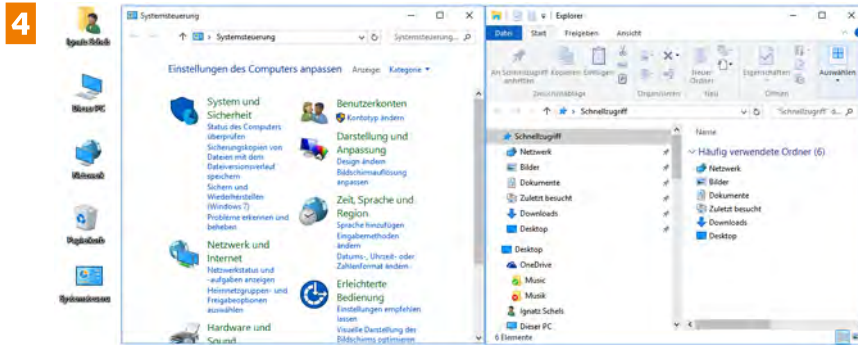 4
Ignatz Schels
Dieser PC
Netzwerk
Papierkorb
Systemsteuerung
Systemsteuerung
Systemsteuerung
Systemsteuerung...
Einstellungen des Computers anpassen
Anzeige: Kategorie
System und
Sicherheit
Status des Computers
überprüfen
Sicherungskopien von
Dateien mit dem
Dateiversionsverlauf
speichern
Sichern und
Wiederherstellen
(Windows 7)
Probleme erkennen und
beheben
Netzwerk und
Internet
Netzwerkstatus und
-aufgaben anzeigen
Heimnetzgruppen- und
Freigabeoptionen
auswählen
Hardware und
Sound
Benutzerkonten
Kontotyp ändern
Darstellung und
Anpassung
Design ändern
Bildschirmauflösung
anpassen
Zeit, Sprache und
Region
Sprache hinzufügen
Eingabemethoden
ändern
Datums-, Uhrzeit- oder
Zahlenformat ändern
Erleichterte
Bedienung
Einstellungen empfehlen
lassen
Visuelle Darstellung des
Bildschirms optimieren
Explorer
Datei Start Freigeben Ansicht
An Schnellzugriff Kopieren Einfügen
anheften
Neuer
Ordner
Eigenschaften
Auswählen
Zwischenablage Organisieren Neu Öffnen
Schnellzugriff
"Schnellzugriff" d...
Schnellzugriff
Netzwerk
Bilder
Dokumente
Zuletzt besucht
Downloads
Desktop
Desktop
OneDrive
Music
Musik
Ignatz Schels
Dieser PC
6 Elemente
Name
Häufig verwendete Ordner (6)
Netzwerk
Bilder
Dokumente
Zuletzt besucht
Downloads
Desktop